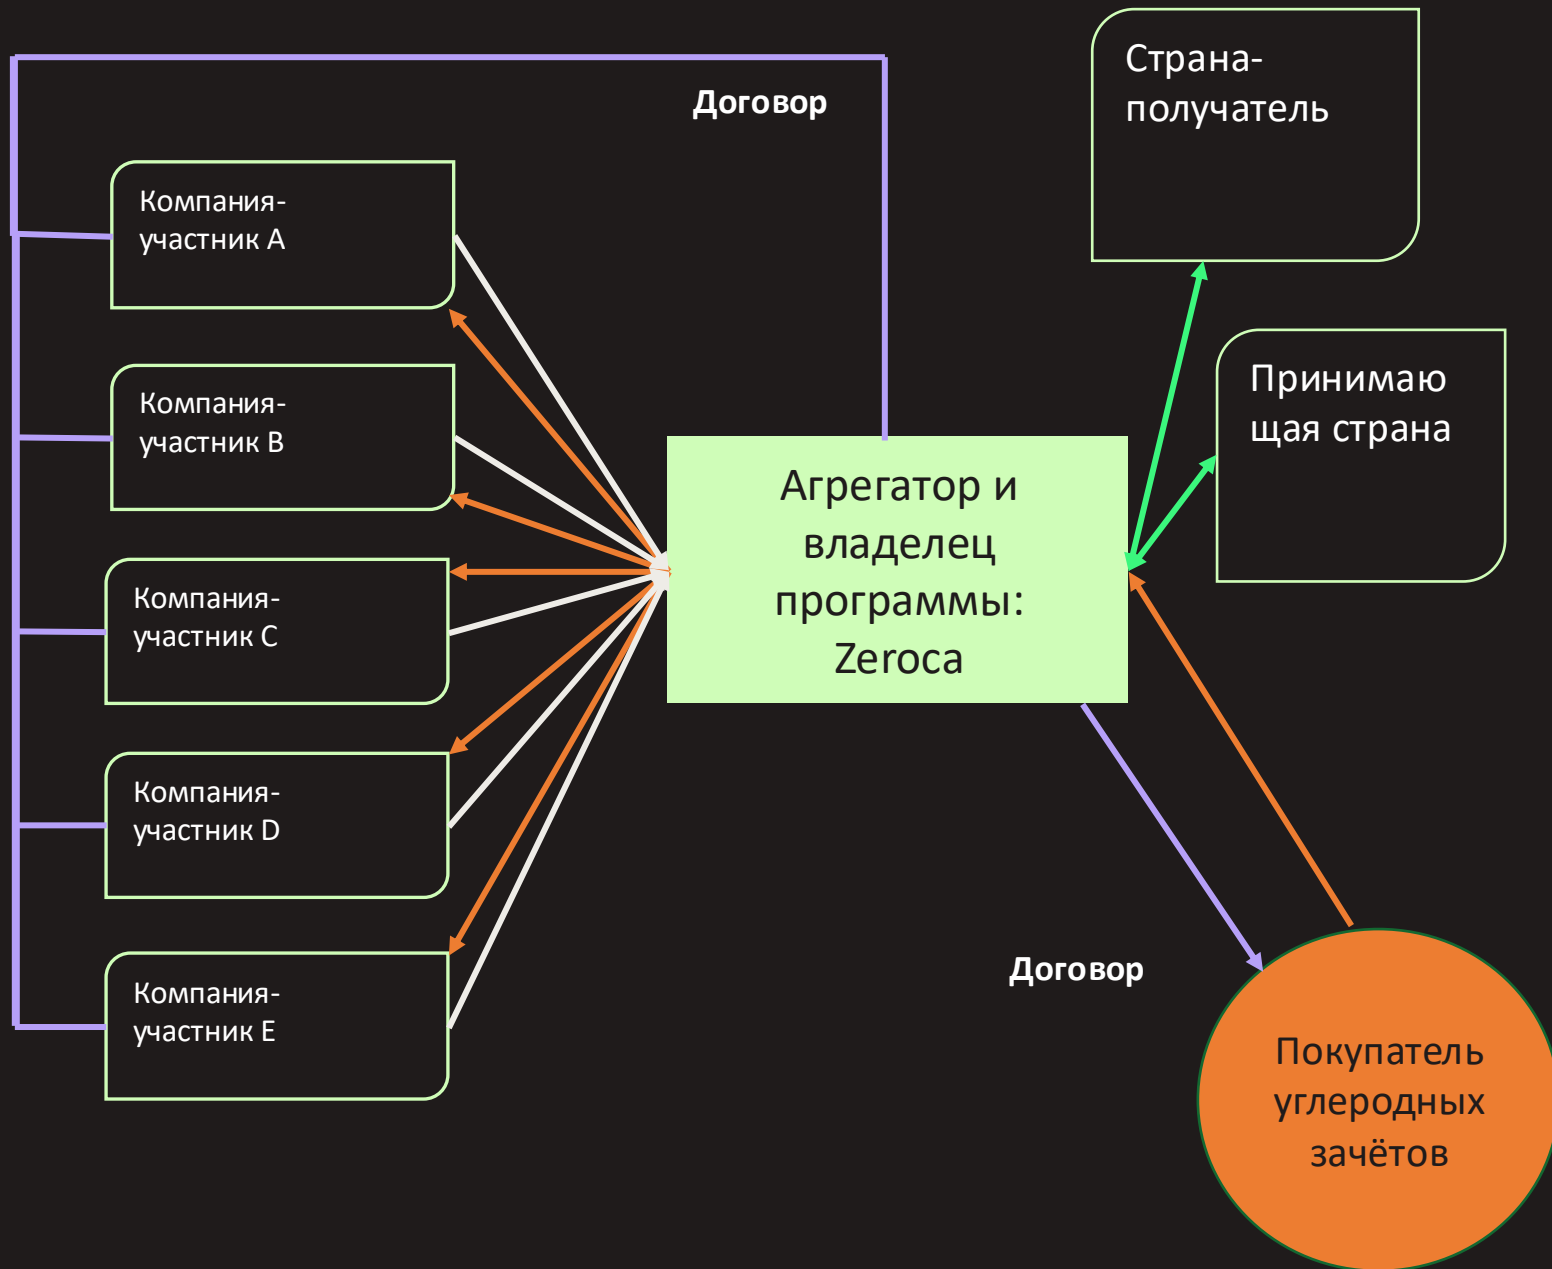 Договор
Страна-
получатель
Компания-
участник A
Компания-
участник B
Компания-
участник C
Компания-
участник D
Компания-
участник E
Агрегатор и
владелец
программы:
Zeroca
Принимаю
щая страна
Договор
Покупатель
углеродных
зачётов